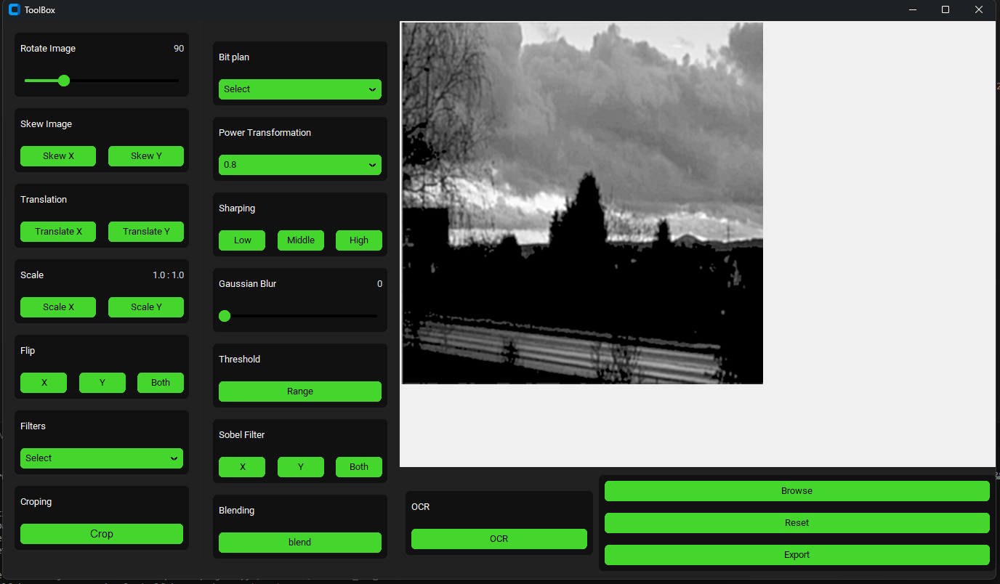 ToolBox
Rotate Image 90
Skew Image
Skew X Skew Y
Translation
Translate X Translate Y
Scale 1.0 : 1.0
Scale X Scale Y
Flip
X Y Both
Filters
Select
Croping
Crop
Bit plan
Select
Power Transformation
0.8
Sharping
Low Middle High
Gaussian Blur 0
Threshold
Range
Sobel Filter
X Y Both
Blending
blend
OCR
OCR
Browse
Reset
Export